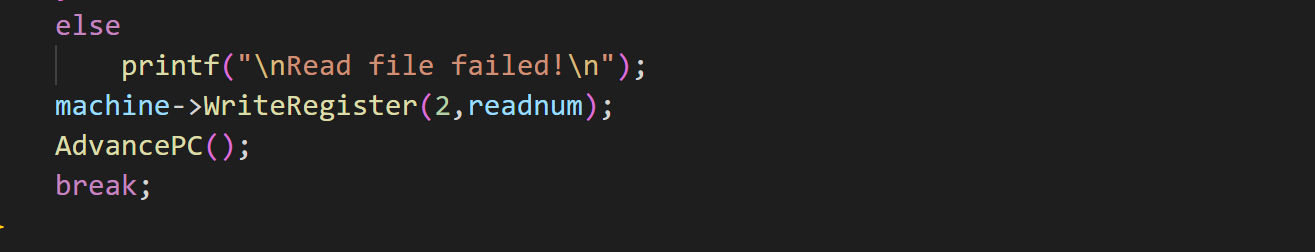 else
printf("\nRead file failed!\n");
machine->WriteRegister(2,readnum);
AdvancePC();
break;